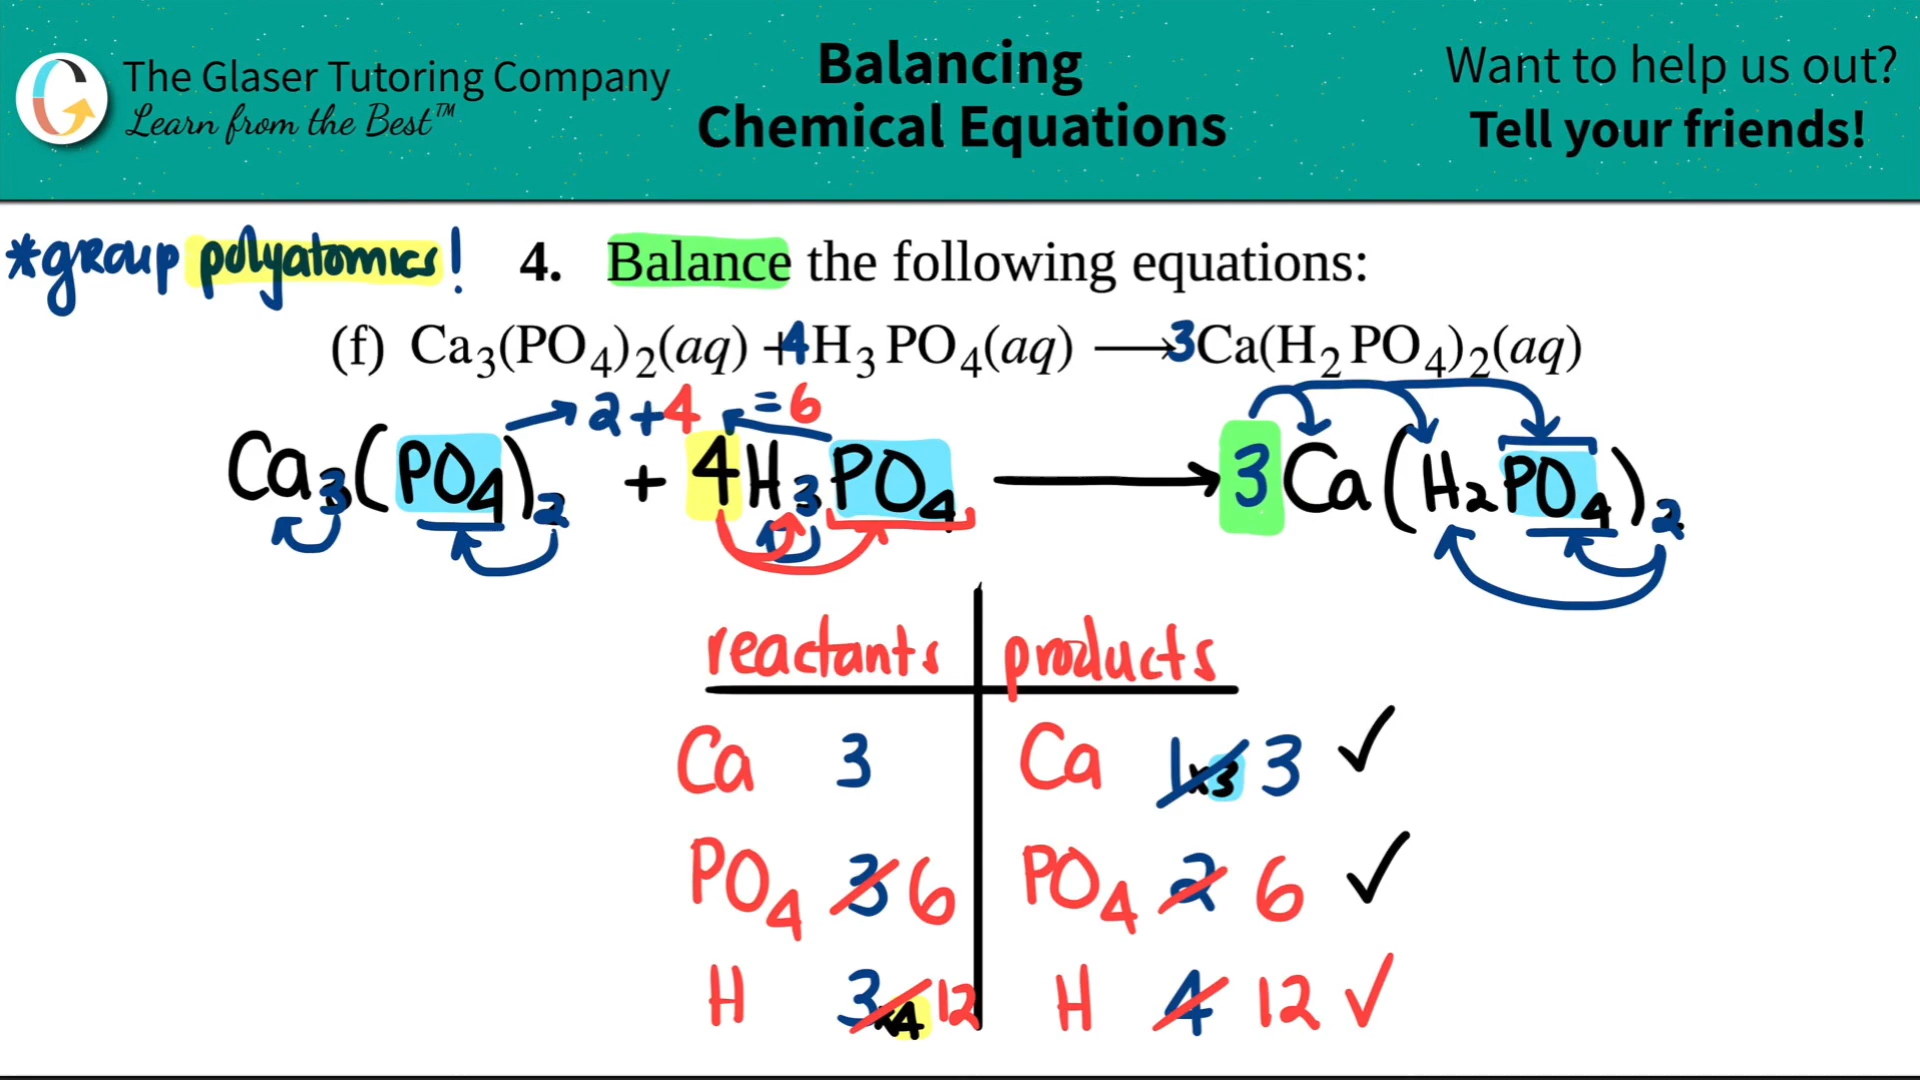 The Glaser Tutoring Company
Learn from the Best™
Balancing
Chemical Equations
Want to help us out?
Tell your friends!
*group polyatomics!
4. Balance the following equations:
(f) Ca₃(PO₄)₂(aq) + 4H₃PO₄(aq) ⟶ 3Ca(H₂PO₄)₂(aq)
2 + 4 = 6
Ca₃(PO₄)₂ + 4H₃PO₄ ⟶ 3Ca(H₂PO₄)₂
reactants products
Ca 3 Ca 1x3 3 ✓
PO₄ 3 6 PO₄ 2 6 ✓
H 3x4 12 H 4 12 ✓